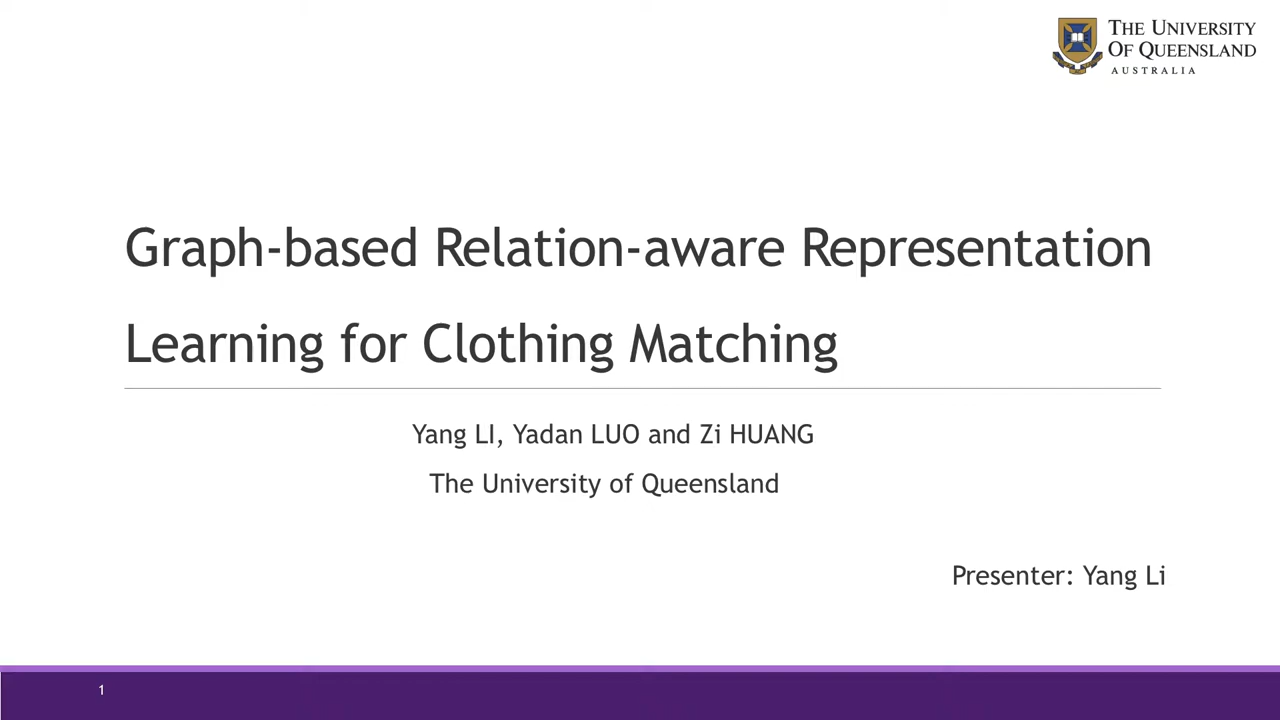 THE UNIVERSITY
OF QUEENSLAND
AUSTRALIA
Graph-based Relation-aware Representation
Learning for Clothing Matching
Yang LI, Yadan LUO and Zi HUANG
The University of Queensland
Presenter: Yang Li
1